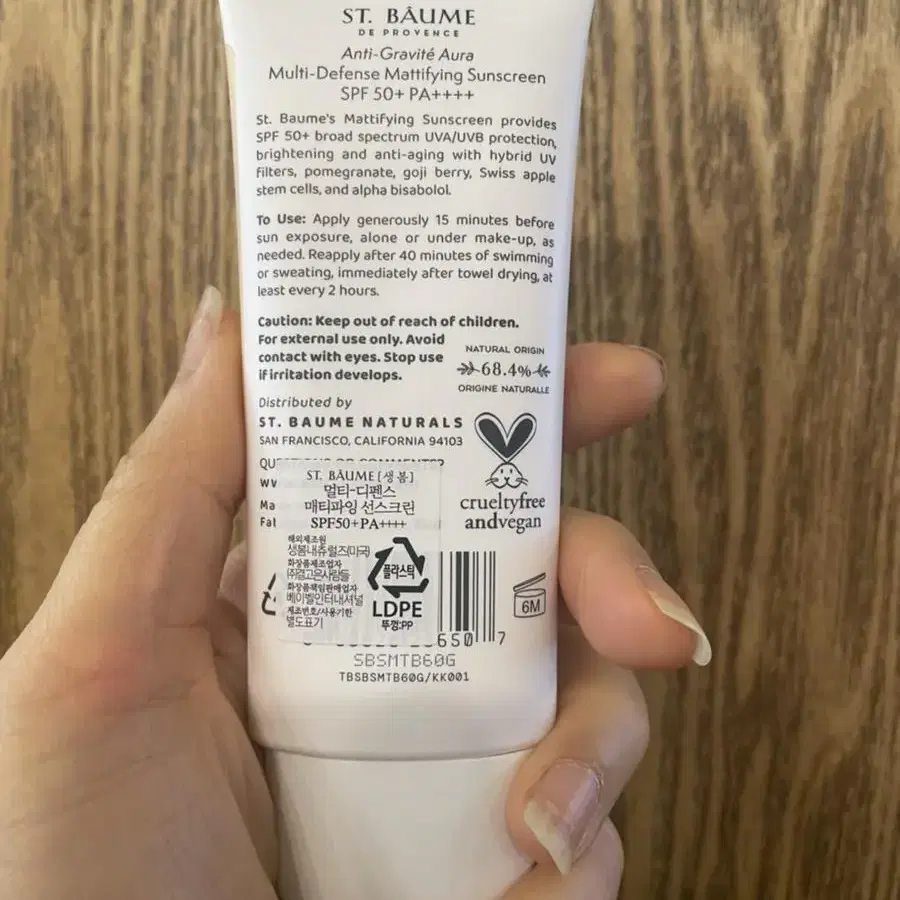 ST. BÂUME
DE PROVENCE
Anti-Gravité Aura
Multi-Defense Mattifying Sunscreen
SPF 50+ PA++++
St. Baume's Mattifying Sunscreen provides
SPF 50+ broad spectrum UVA/UVB protection,
brightening and anti-aging with hybrid UV
filters, pomegranate, goji berry, Swiss apple
stem cells, and alpha bisabolol.
To Use: Apply generously 15 minutes before
sun exposure, alone or under make-up, as
needed. Reapply after 40 minutes of swimming
or sweating, immediately after towel drying, at
least every 2 hours.
Caution: Keep out of reach of children.
For external use only. Avoid
contact with eyes. Stop use
if irritation develops.
NATURAL ORIGIN
68.4%
ORIGINE NATURALLE
Distributed by
ST. BAUME NATURALS
SAN FRANCISCO, CALIFORNIA 94103
crueltyfree
andvegan
ST. BÂUME [생 봄]
멀티-디펜스
매티파잉 선스크린
SPF50+PA++++
해외제조원
생봄내츄럴즈(미국)
화장품제조업자
(주)겸고은사람들
화장품책임판매업자
베이벨인터내셔널
제조번호/사용기한
별도표기
플라스틱
LDPE
뚜껑:PP
6M
650 7
SBSMTB60G
TBSBSMTB60G/KK001